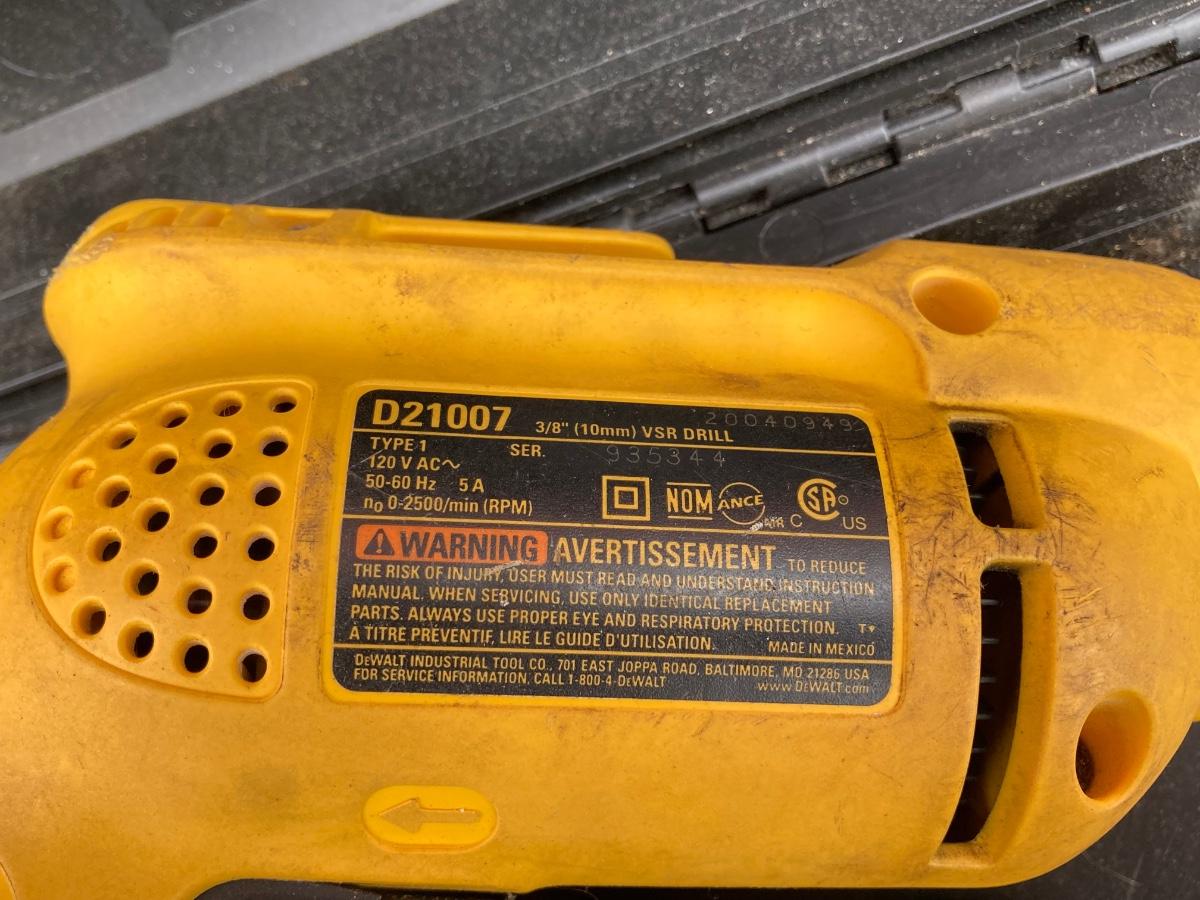 D21007 3/8" (10mm) VSR DRILL 20040949
TYPE 1 SER. 935344
120 V AC~
50-60 Hz 5 A
n0 0-2500/min (RPM)
NOM ANCE C SA US
WARNING AVERTISSEMENT TO REDUCE
THE RISK OF INJURY, USER MUST READ AND UNDERSTAND INSTRUCTION
MANUAL. WHEN SERVICING, USE ONLY IDENTICAL REPLACEMENT
PARTS. ALWAYS USE PROPER EYE AND RESPIRATORY PROTECTION.
À TITRE PRÉVENTIF, LIRE LE GUIDE D'UTILISATION. MADE IN MEXICO
DEWALT INDUSTRIAL TOOL CO., 701 EAST JOPPA ROAD, BALTIMORE, MD 21286 USA
FOR SERVICE INFORMATION, CALL 1-800-4-DEWALT www.DEWALT.com